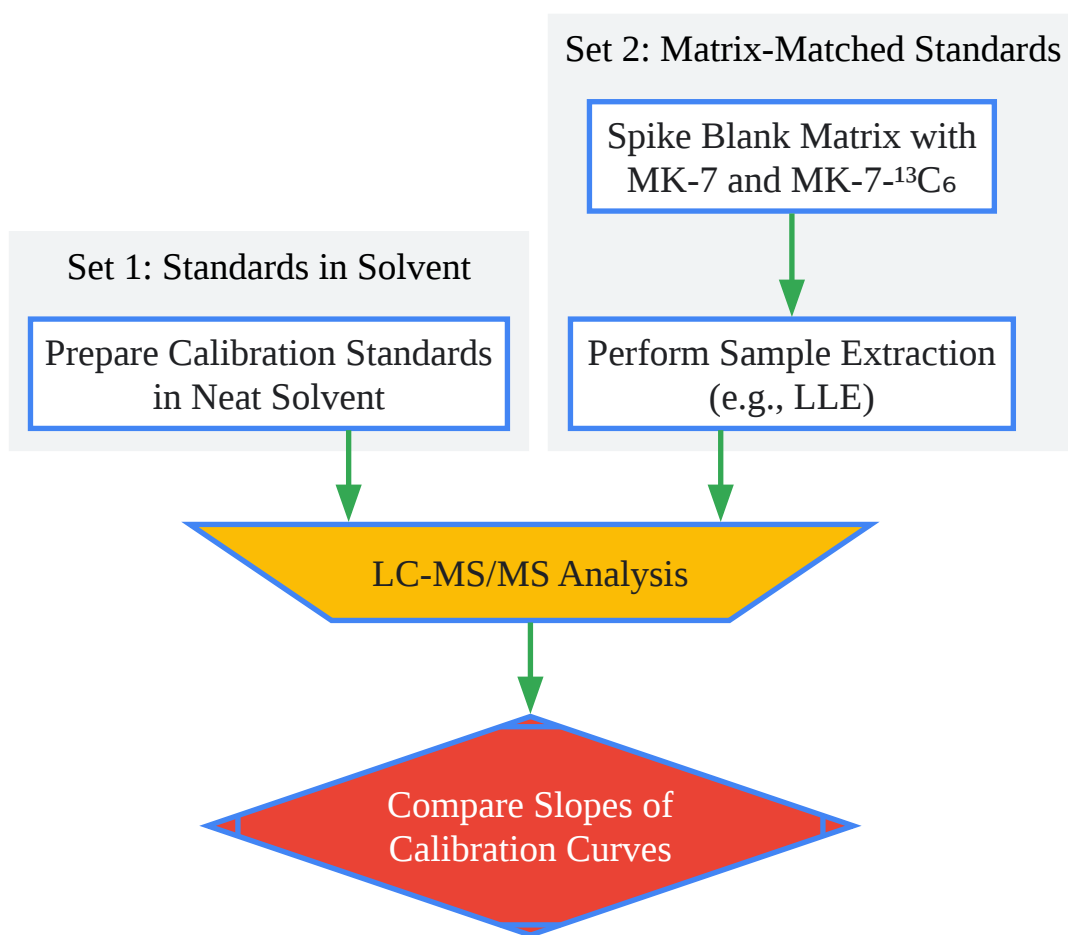 Set 2: Matrix-Matched Standards
Spike Blank Matrix with
MK-7 and MK-7-¹³C₆
Set 1: Standards in Solvent
Prepare Calibration Standards
in Neat Solvent
Perform Sample Extraction
(e.g., LLE)
LC-MS/MS Analysis
Compare Slopes of
Calibration Curves